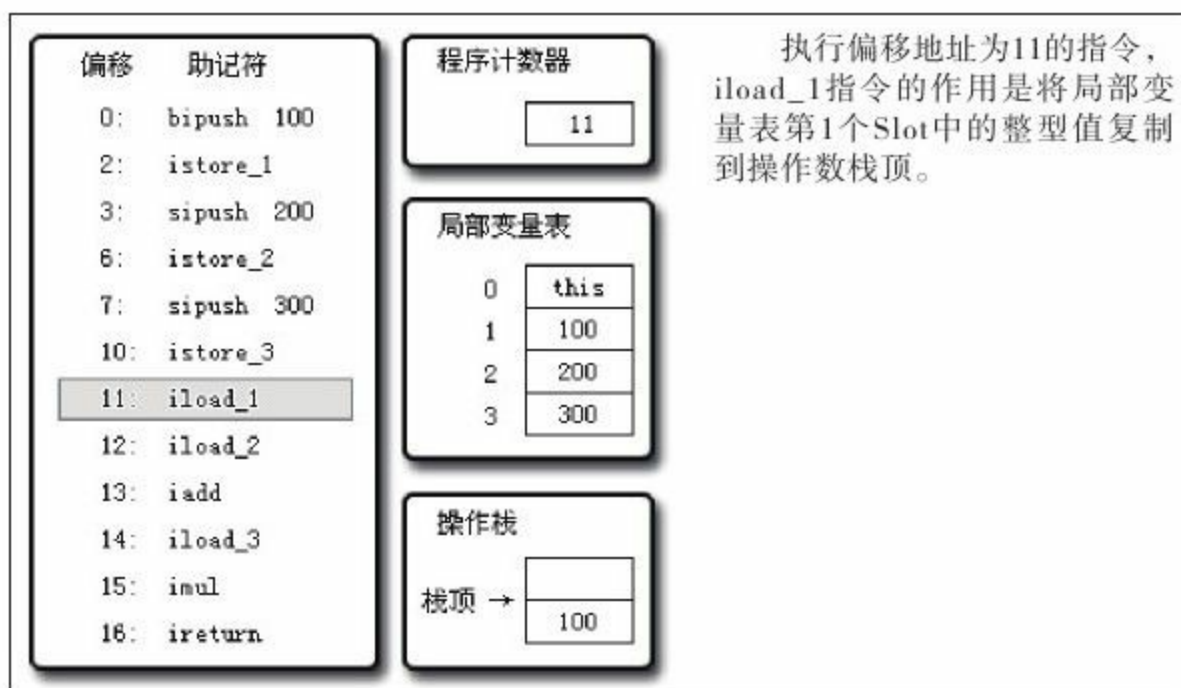 偏移 助记符
0: bipush 100
2: istore_1
3: sipush 200
6: istore_2
7: sipush 300
10: istore_3
11: iload_1
12: iload_2
13: iadd
14: iload_3
15: imul
16: ireturn
程序计数器
11
局部变量表
0 this
1 100
2 200
3 300
操作栈
栈顶 →
100
执行偏移地址为11的指令，
iload_1指令的作用是将局部变
量表第1个Slot中的整型值复制
到操作数栈顶。